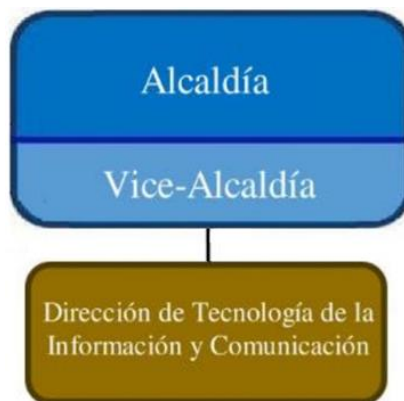 Alcaldía
Vice-Alcaldía
Dirección de Tecnología de la
Información y Comunicación